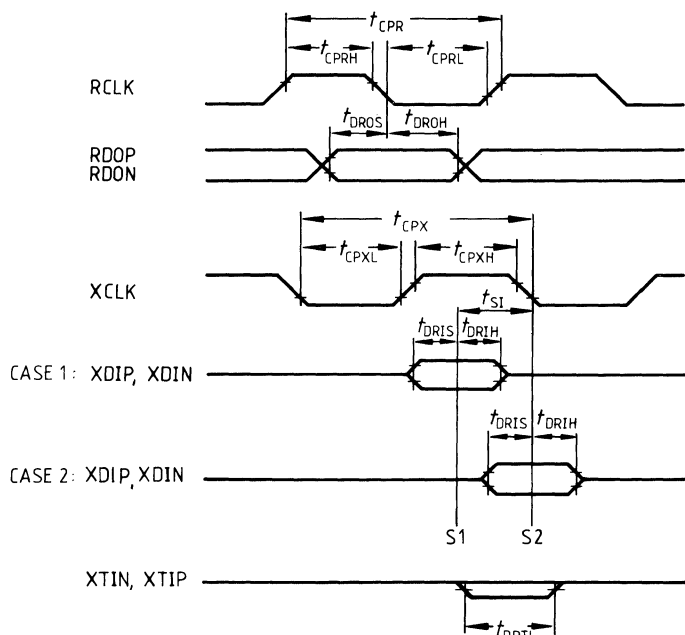 tCPR
tCPRH tCPRL
RCLK
tDROS tDROH
RDOP
RDON
tCPX
tCPXL tCPXH
XCLK
tSI
tDRIS tDRIH
CASE 1: XDIP, XDIN
tDRIS tDRIH
CASE 2: XDIP, XDIN
S1 S2
XTIN, XTIP